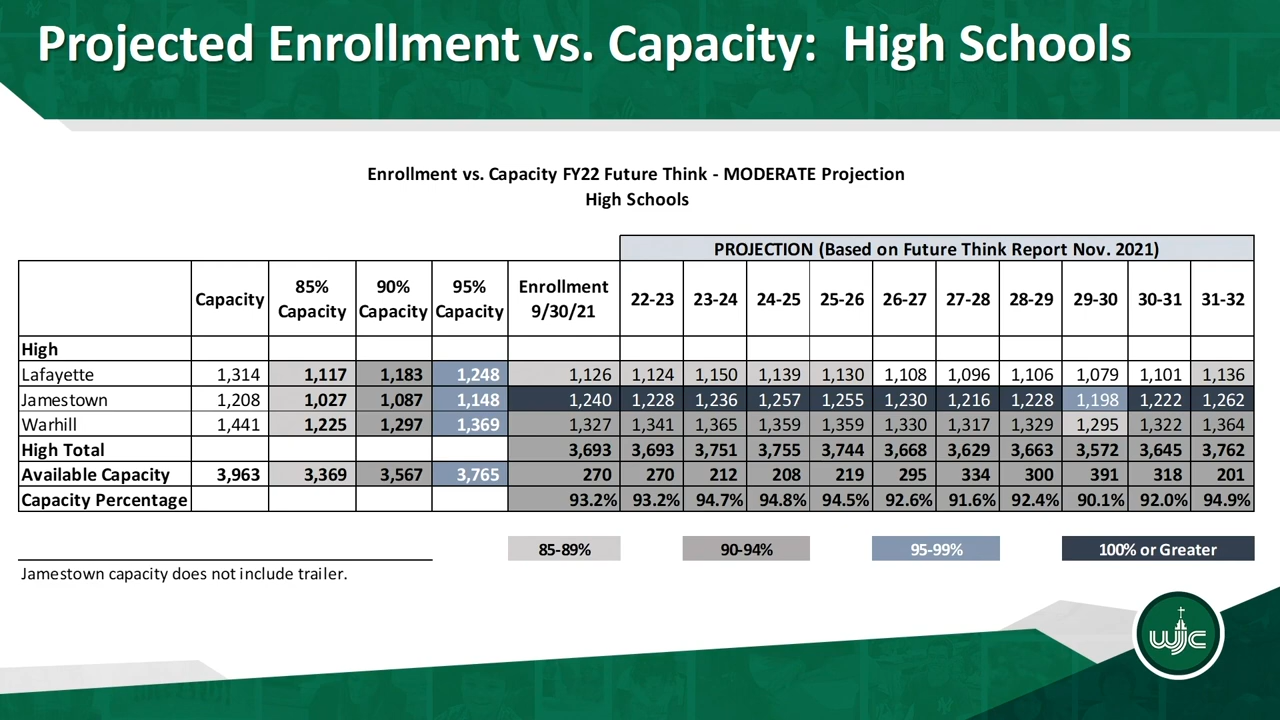 Projected Enrollment vs. Capacity: High Schools
Enrollment vs. Capacity FY22 Future Think - MODERATE Projection
High Schools
PROJECTION (Based on Future Think Report Nov. 2021)
Capacity 85% Capacity 90% Capacity 95% Capacity Enrollment 9/30/21 22-23 23-24 24-25 25-26 26-27 27-28 28-29 29-30 30-31 31-32
High
Lafayette 1,314 1,117 1,183 1,248 1,126 1,124 1,150 1,139 1,130 1,108 1,096 1,106 1,079 1,101 1,136
Jamestown 1,208 1,027 1,087 1,148 1,240 1,228 1,236 1,257 1,255 1,230 1,216 1,228 1,198 1,222 1,262
Warhill 1,441 1,225 1,297 1,369 1,327 1,341 1,365 1,359 1,359 1,330 1,317 1,329 1,295 1,322 1,364
High Total 3,693 3,693 3,751 3,755 3,744 3,668 3,629 3,663 3,572 3,645 3,762
Available Capacity 3,963 3,369 3,567 3,765 270 270 212 208 219 295 334 300 391 318 201
Capacity Percentage 93.2% 93.2% 94.7% 94.8% 94.5% 92.6% 91.6% 92.4% 90.1% 92.0% 94.9%
85-89% 90-94% 95-99% 100% or Greater
Jamestown capacity does not include trailer.
WJC